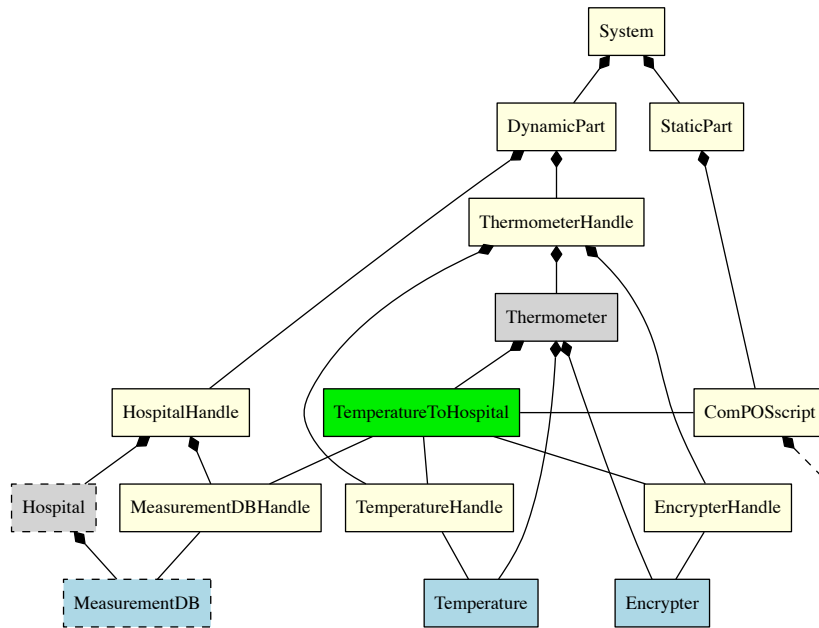 System
DynamicPart
StaticPart
ThermometerHandle
Thermometer
HospitalHandle
TemperatureToHospital
ComPOSscript
Hospital
MeasurementDBHandle
TemperatureHandle
EncrypterHandle
MeasurementDB
Temperature
Encrypter